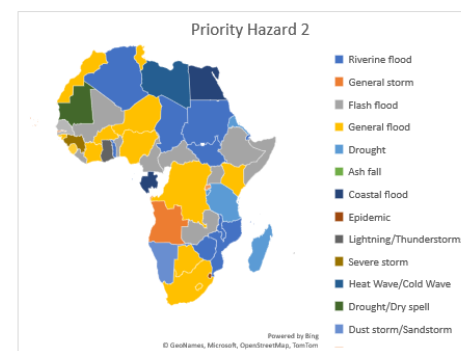 Priority Hazard 2
Riverine flood
General storm
Flash flood
General flood
Drought
Ash fall
Coastal flood
Epidemic
Lightning/Thunderstorm
Severe storm
Heat Wave/Cold Wave
Drought/Dry spell
Dust storm/Sandstorm
Powered by Bing
© GeoNames, Microsoft, OpenStreetMap, TomTom